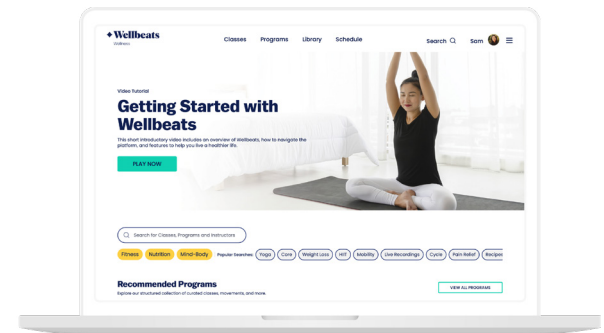 Wellbeats
Wellness
Classes Programs Library Schedule
Search Sam
Video Tutorial
Getting Started with
Wellbeats
This short introductory video includes an overview of Wellbeats, how to navigate the
platform, and features to help you live a healthier life.
PLAY NOW
Search for Classes, Programs and Instructors
Fitness Nutrition Mind-Body Popular Searches: Yoga Core Weight Loss HIIT Mobility Live Recordings Cycle Pain Relief Recipes
Recommended Programs
VIEW ALL PROGRAMS
Explore our structured collection of curated classes, movements, and more.